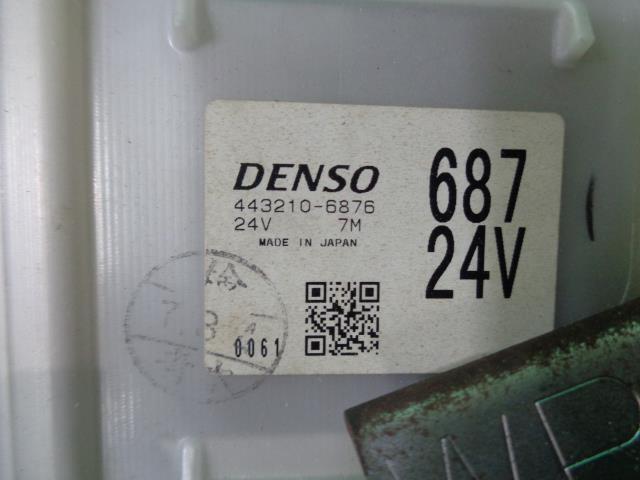 DENSO
443210-6876
24V 7M
MADE IN JAPAN
687
24V
0061